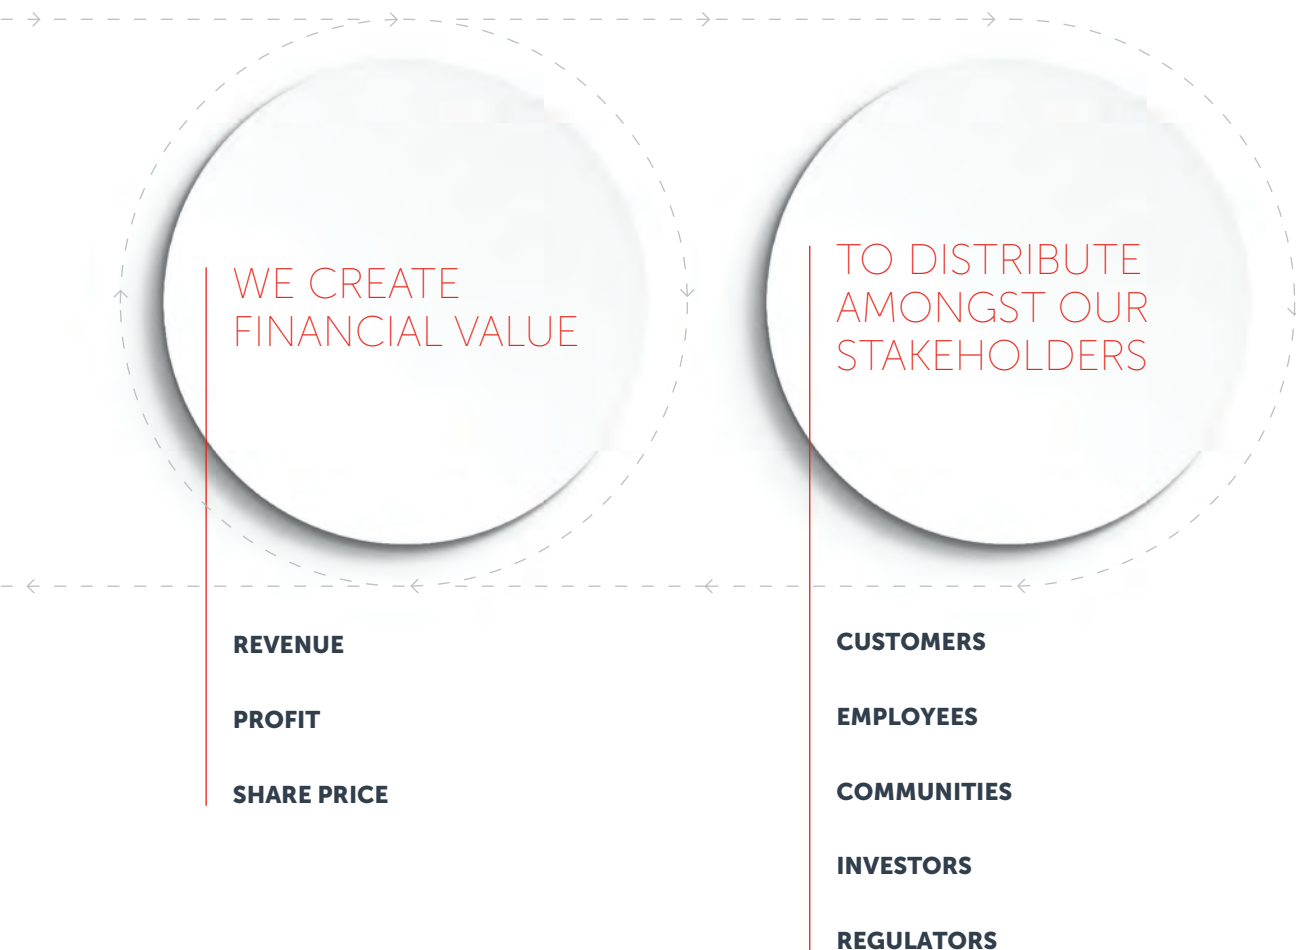 WE CREATE
FINANCIAL VALUE
REVENUE
PROFIT
SHARE PRICE
TO DISTRIBUTE
AMONGST OUR
STAKEHOLDERS
CUSTOMERS
EMPLOYEES
COMMUNITIES
INVESTORS
REGULATORS